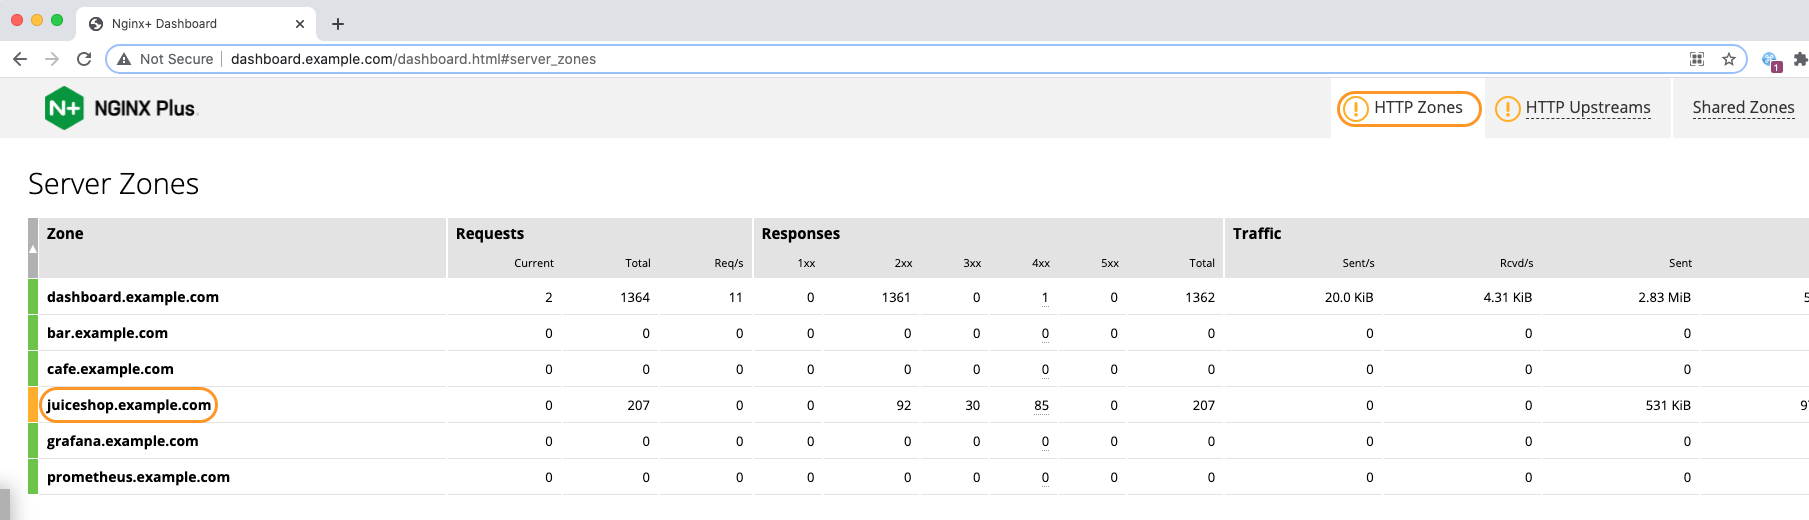 Nginx+ Dashboard
Not Secure dashboard.example.com/dashboard.html#server_zones 1
N+ NGINX Plus HTTP Zones HTTP Upstreams Shared Zones
Server Zones
Zone Requests Responses Traffic
Current Total Req/s 1xx 2xx 3xx 4xx 5xx Total Sent/s Rcvd/s Sent
dashboard.example.com 2 1364 11 0 1361 0 1 0 1362 20.0 KiB 4.31 KiB 2.83 MiB
bar.example.com 0 0 0 0 0 0 0 0 0 0 0 0
cafe.example.com 0 0 0 0 0 0 0 0 0 0 0 0
juiceshop.example.com 0 207 0 0 92 30 85 0 207 0 0 531 KiB
grafana.example.com 0 0 0 0 0 0 0 0 0 0 0 0
prometheus.example.com 0 0 0 0 0 0 0 0 0 0 0 0